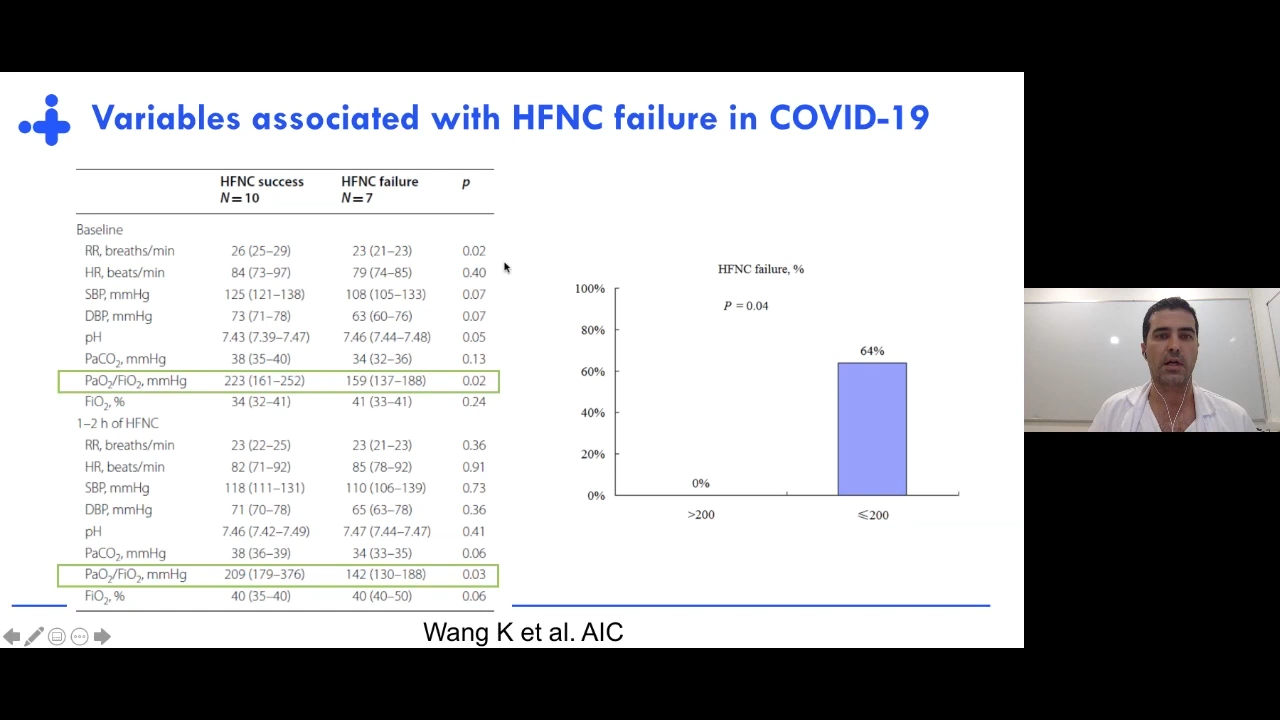 Variables associated with HFNC failure in COVID-19
HFNC success HFNC failure p
N = 10 N = 7
Baseline
RR, breaths/min 26 (25–29) 23 (21–23) 0.02
HR, beats/min 84 (73–97) 79 (74–85) 0.40
SBP, mmHg 125 (121–138) 108 (105–133) 0.07
DBP, mmHg 73 (71–78) 63 (60–76) 0.07
pH 7.43 (7.39–7.47) 7.46 (7.44–7.48) 0.05
PaCO₂, mmHg 38 (35–40) 34 (32–36) 0.13
PaO₂/FiO₂, mmHg 223 (161–252) 159 (137–188) 0.02
FiO₂, % 34 (32–41) 41 (33–41) 0.24
1–2 h of HFNC
RR, breaths/min 23 (22–25) 23 (21–23) 0.36
HR, beats/min 82 (71–92) 85 (78–92) 0.91
SBP, mmHg 118 (111–131) 110 (106–139) 0.73
DBP, mmHg 71 (70–78) 65 (63–78) 0.36
pH 7.46 (7.42–7.49) 7.47 (7.44–7.47) 0.41
PaCO₂, mmHg 38 (36–39) 34 (33–35) 0.06
PaO₂/FiO₂, mmHg 209 (179–376) 142 (130–188) 0.03
FiO₂, % 40 (35–40) 40 (40–50) 0.06
HFNC failure, %
P = 0.04
100%
80%
60%
40%
20%
0%
64%
0%
>200 ≤200
Wang K et al. AIC